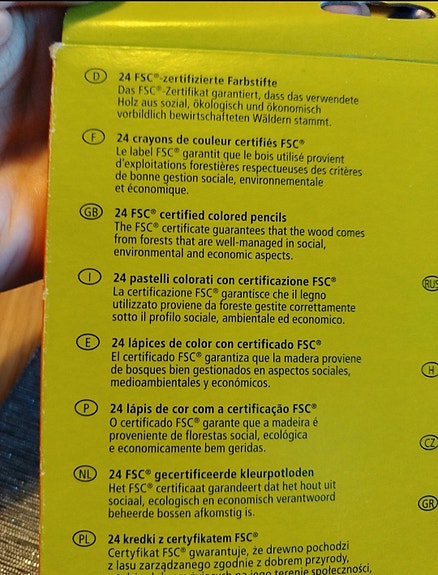 D 24 FSC®-zertifizierte Farbstifte
Das FSC®-Zertifikat garantiert, dass das verwendete
Holz aus sozial, ökologisch und ökonomisch
vorbildlich bewirtschafteten Wäldern stammt.
F 24 crayons de couleur certifiés FSC®
Le label FSC® garantit que le bois utilisé provient
d'exploitations forestières respectueuses des critères
de bonne gestion sociale, environnementale
et économique.
GB 24 FSC® certified colored pencils
The FSC® certificate guarantees that the wood comes
from forests that are well-managed in social,
environmental and economic aspects.
I 24 pastelli colorati con certificazione FSC®
La certificazione FSC® garantisce che il legno
utilizzato proviene da foreste gestite correttamente
sotto il profilo sociale, ambientale ed economico.
E 24 lápices de color con certificado FSC®
El certificado FSC® garantiza que la madera proviene
de bosques bien gestionados en aspectos sociales,
medioambientales y económicos.
P 24 lápis de cor com a certificação FSC®
O certificado FSC® garante que a madeira é
proveniente de florestas social, ecológica
e economicamente bem geridas.
NL 24 FSC® gecertificeerde kleurpotloden
Het FSC® certificaat garandeert dat het hout uit
sociaal, ecologisch en economisch verantwoord
beheerde bossen afkomstig is.
PL 24 kredki z certyfikatem FSC®
Certyfikat FSC® gwarantuje, że drewno pochodzi
z lasu zarządzanego zgodnie z dobrem przyrody,
jego terenie społeczności,
RUS
H
CZ
GR